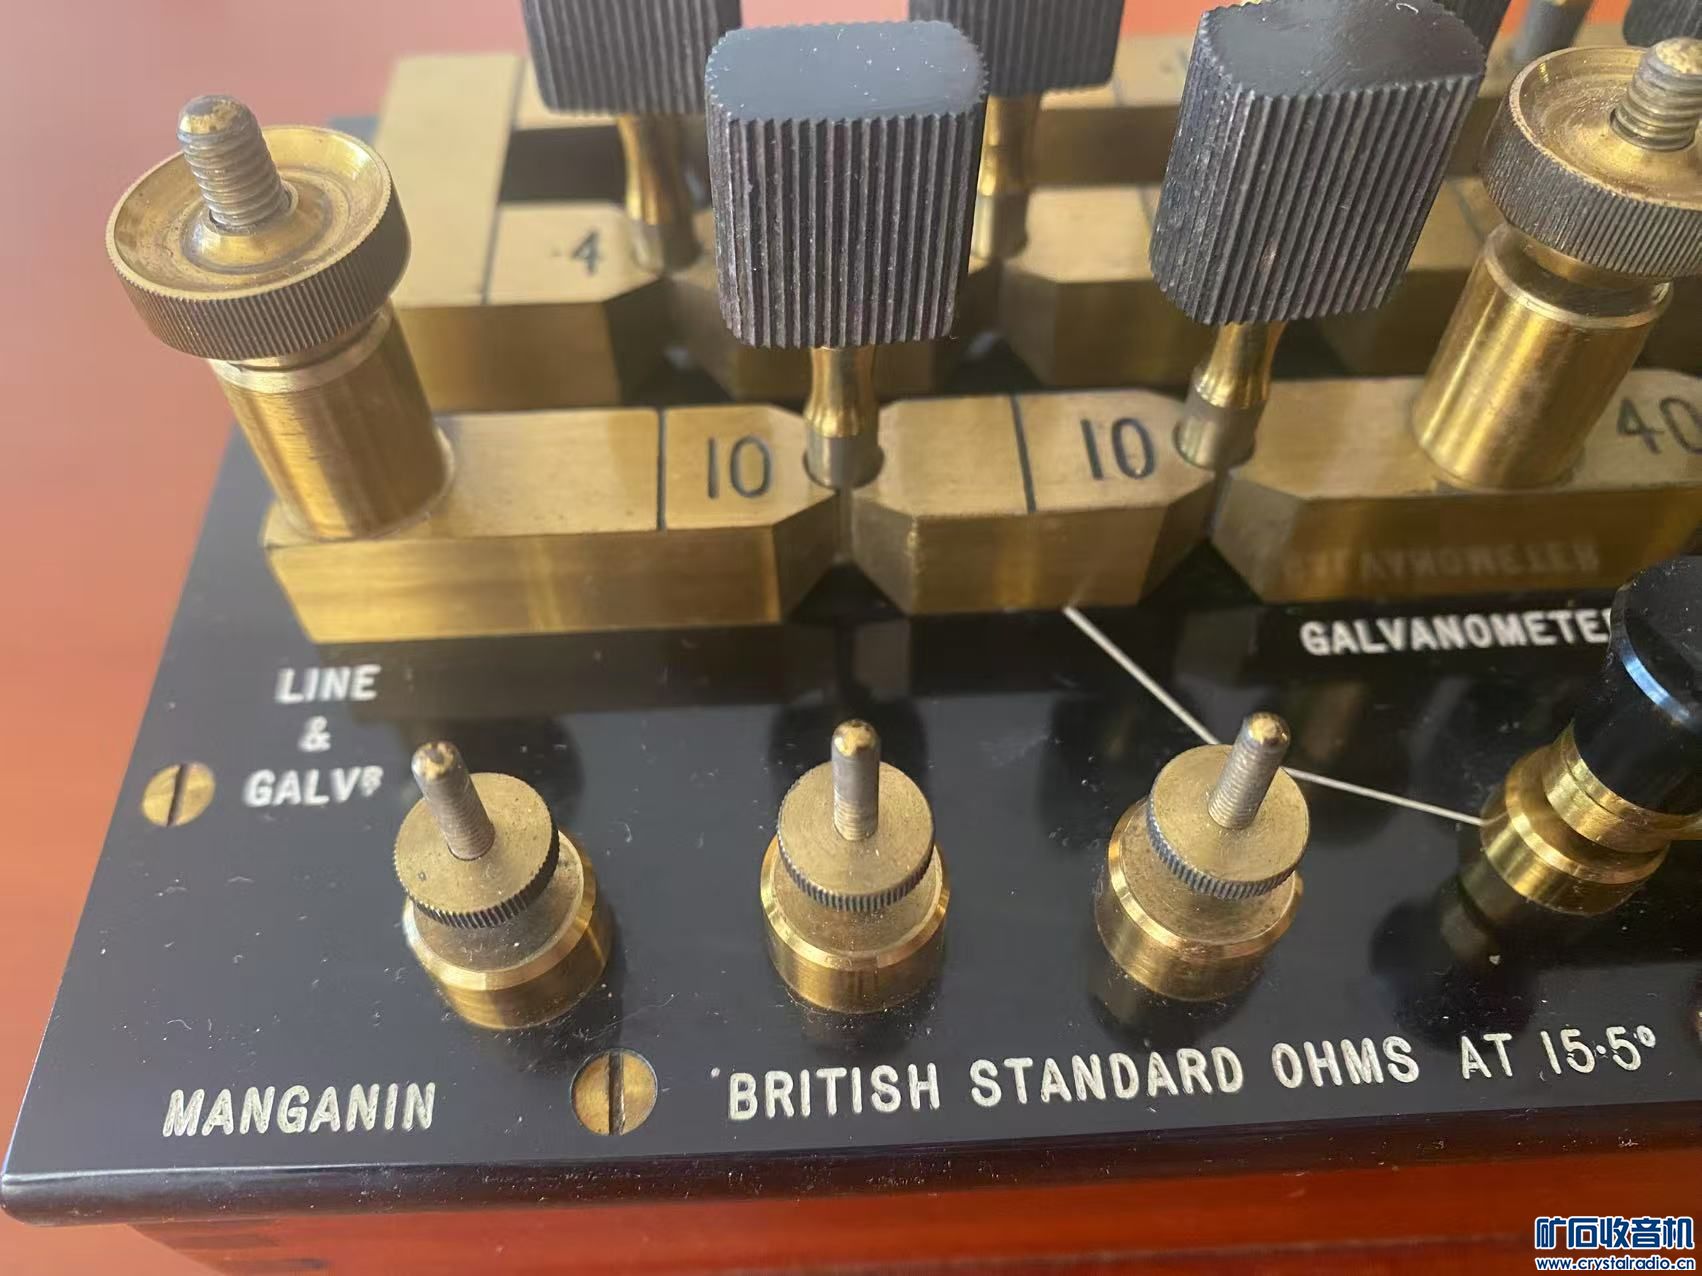 ·4
10 10 40
GALVANOMETE
LINE
&
GALVR
MANGANIN
BRITISH STANDARD OHMS AT 15·5°
矿石收音机
www.crystalradio.cn